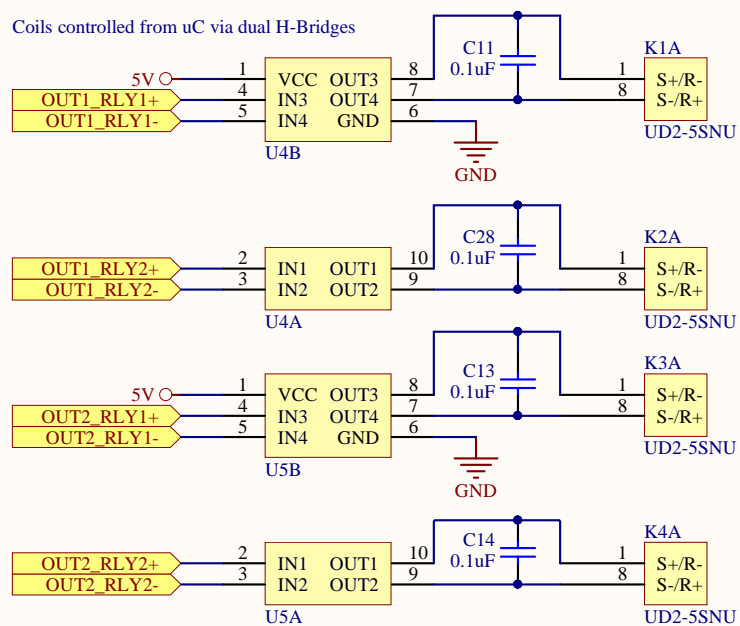 Coils controlled from uC via dual H-Bridges
5V 1 VCC OUT3 8 C11 0.1uF 1 S+/R- K1A
OUT1_RLY1+ 4 IN3 OUT4 7 8 S-/R+
OUT1_RLY1- 5 IN4 GND 6 UD2-5SNU
U4B
GND
C28 K2A
0.1uF
OUT1_RLY2+ 2 IN1 OUT1 10 1 S+/R-
OUT1_RLY2- 3 IN2 OUT2 9 8 S-/R+
U4A UD2-5SNU
C13 K3A
0.1uF
5V 1 VCC OUT3 8 1 S+/R-
OUT2_RLY1+ 4 IN3 OUT4 7 8 S-/R+
OUT2_RLY1- 5 IN4 GND 6 UD2-5SNU
U5B
GND
C14 K4A
0.1uF
OUT2_RLY2+ 2 IN1 OUT1 10 1 S+/R-
OUT2_RLY2- 3 IN2 OUT2 9 8 S-/R+
U5A UD2-5SNU